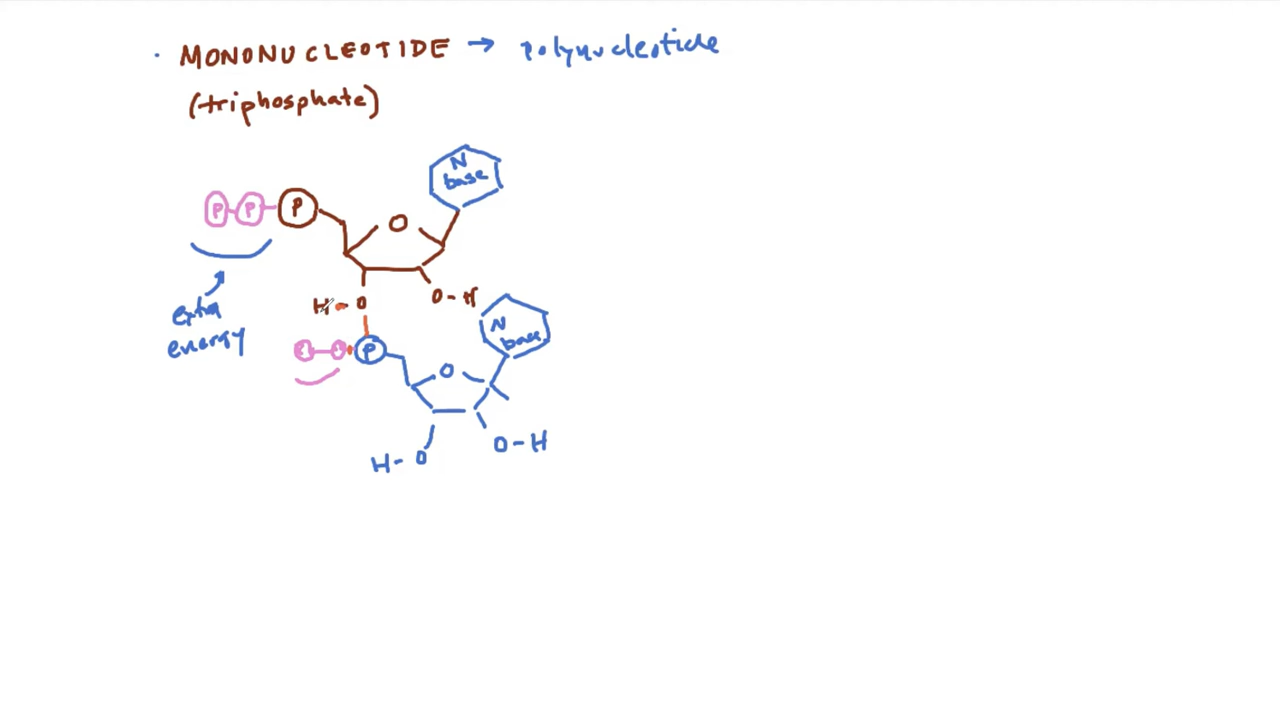 · MONONUCLEOTIDE → polynucleotide
(triphosphate)
N
base
P P P
O
extra
energy
H - O
O - H
N
base
P
O
H - O
O - H